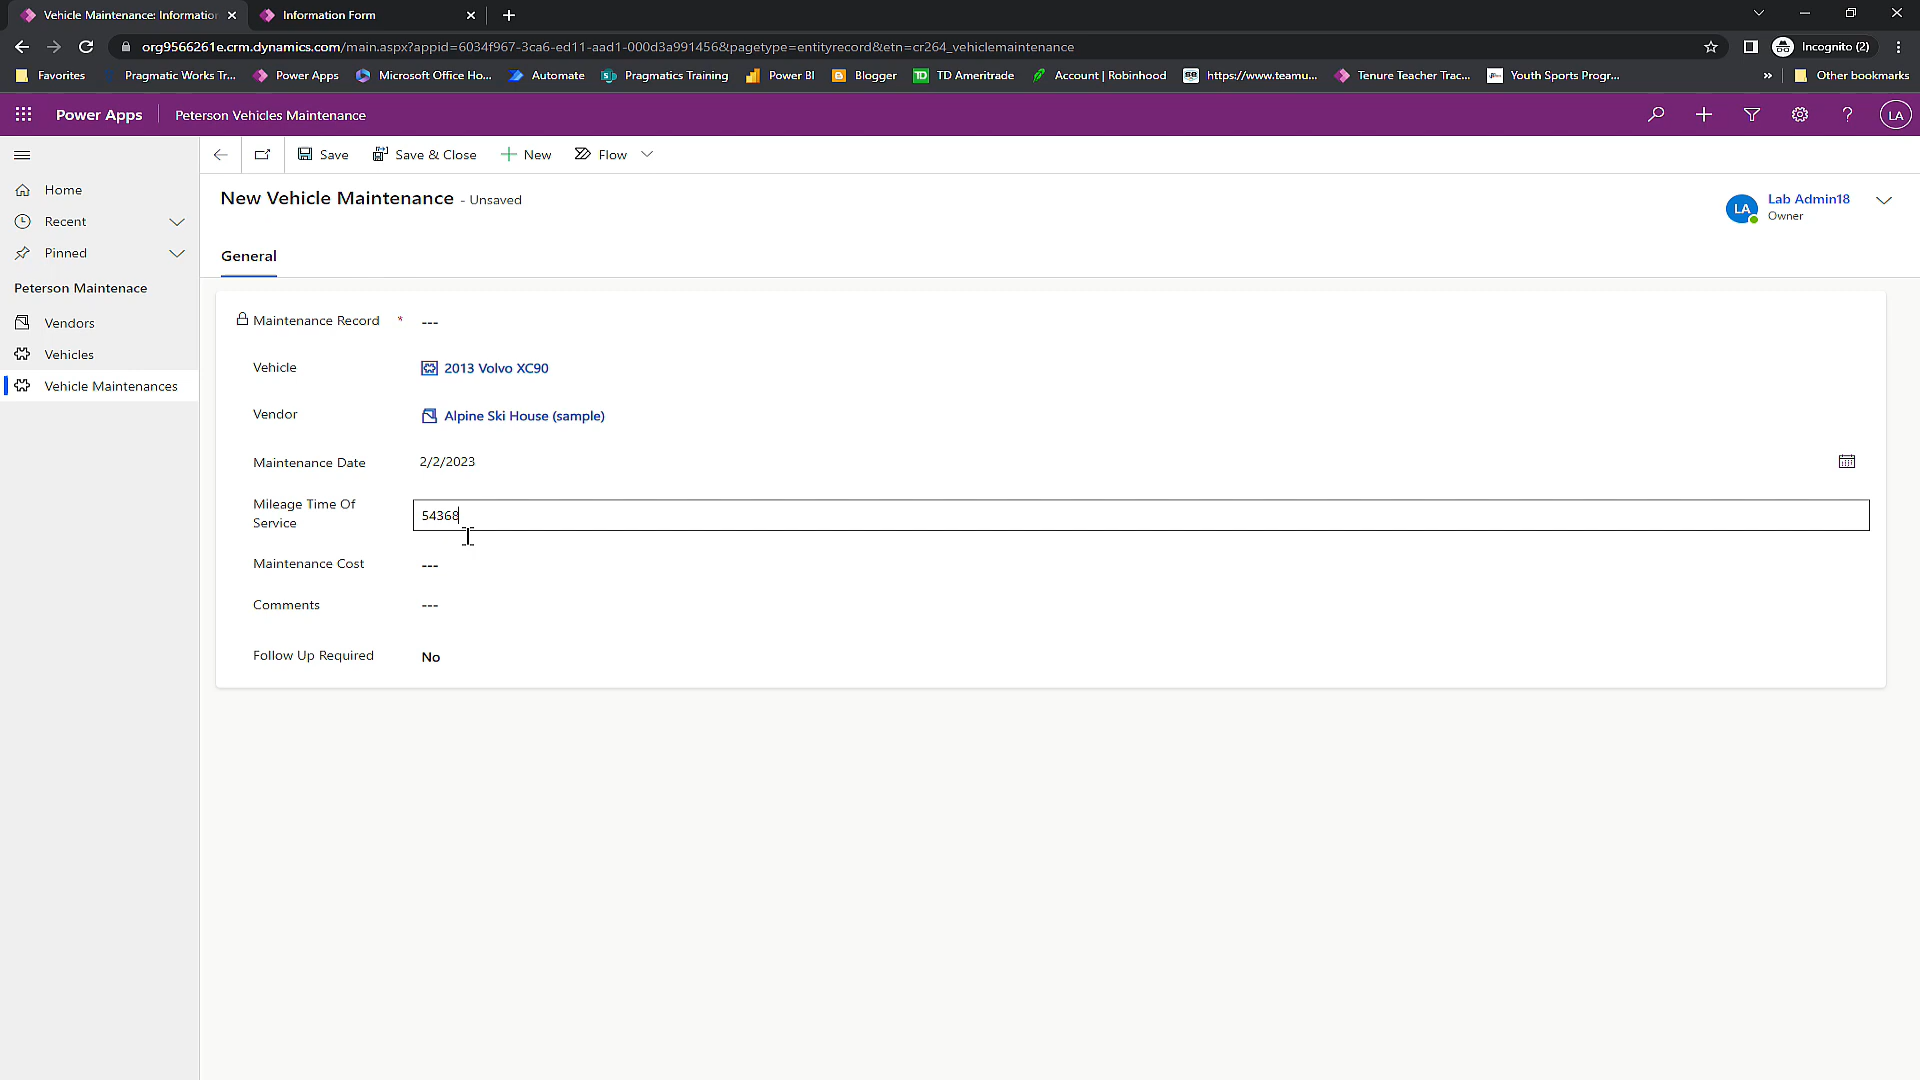 Vehicle Maintenance: Information
Information Form
org9566261e.crm.dynamics.com/main.aspx?appid=6034f967-3ca6-ed11-aad1-000d3a991456&pagetype=entityrecord&etn=cr264_vehiclemaintenance
Incognito (2)
Favorites
Pragmatic Works Tr...
Power Apps
Microsoft Office Ho...
Automate
Pragmatics Training
Power BI
Blogger
TD Ameritrade
Account | Robinhood
https://www.teamu...
Tenure Teacher Trac...
Youth Sports Progr...
»
Other bookmarks
Power Apps
Peterson Vehicles Maintenance
LA
Save
Save & Close
New
Flow
Home
Recent
Pinned
Peterson Maintenace
Vendors
Vehicles
Vehicle Maintenances
New Vehicle Maintenance - Unsaved
LA
Lab Admin18
Owner
General
Maintenance Record * ---
Vehicle 2013 Volvo XC90
Vendor Alpine Ski House (sample)
Maintenance Date 2/2/2023
Mileage Time Of
Service
54368
Maintenance Cost ---
Comments ---
Follow Up Required No